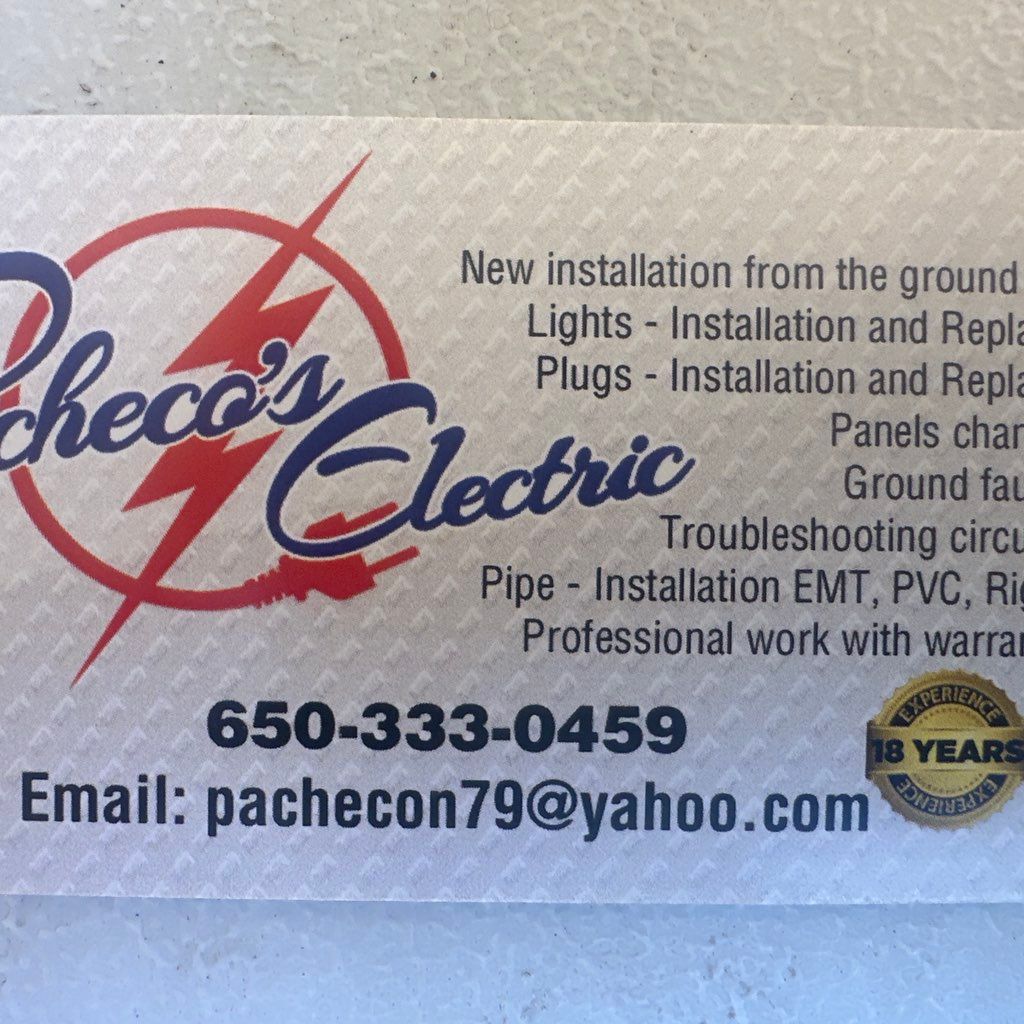 Pacheco's
Electric
New installation from the ground
Lights - Installation and Repla
Plugs - Installation and Repla
Panels chan
Ground fau
Troubleshooting circu
Pipe - Installation EMT, PVC, Rig
Professional work with warran
650-333-0459
EXPERIENCE
18 YEARS
EXPERIENCE
Email: pachecon79@yahoo.com